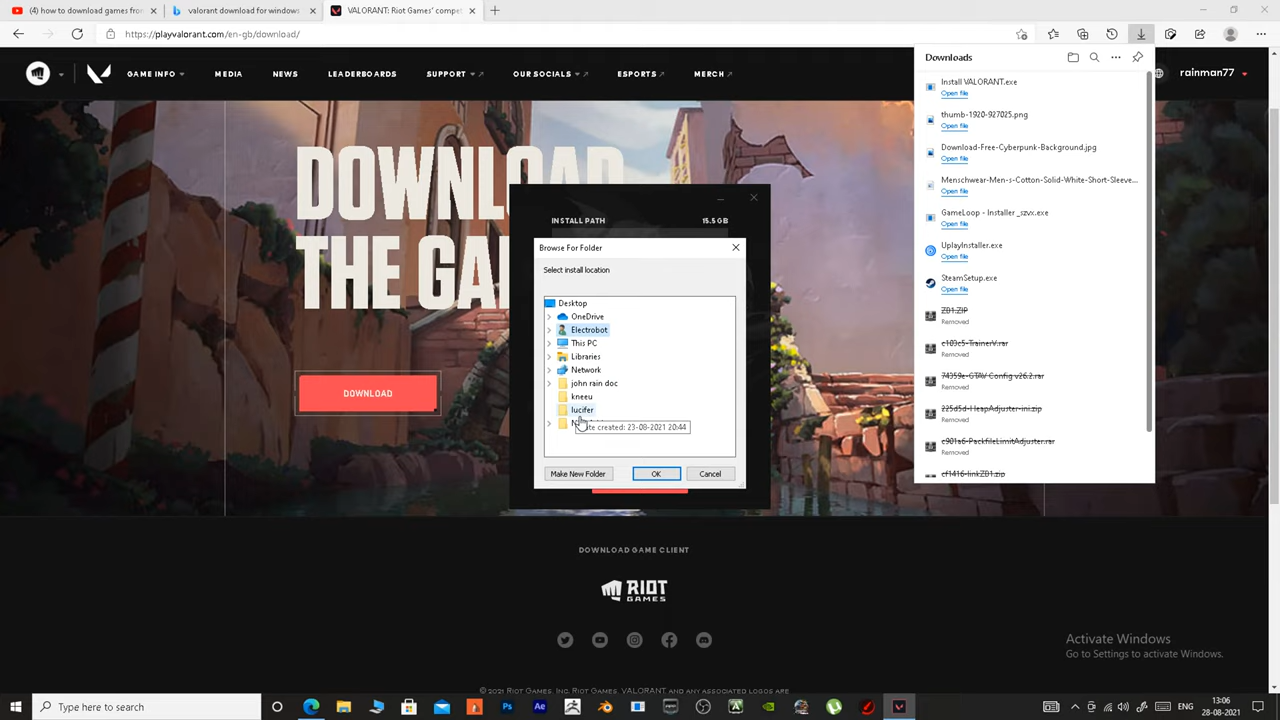 (4) how to download games fro
valorant download for windows
VALORANT: Riot Games' compe
https://playvalorant.com/en-gb/download/
GAME INFO
MEDIA
NEWS
LEADERBOARDS
SUPPORT
OUR SOCIALS
ESPORTS
MERCH
rainman77
Downloads
Install VALORANT.exe
Open file
thumb-1920-927025.png
Open file
Download-Free-Cyberpunk-Background.jpg
Open file
Menschwear-Men-s-Cotton-Solid-White-Short-Sleeve...
Open file
GameLoop - Installer _szvx.exe
Open file
UplayInstaller.exe
Open file
SteamSetup.exe
Open file
ZB1.ZIP
Removed
c103c5-TrainerV.rar
Removed
74359e-GTAV Config v26.2.rar
Removed
225d5d-HeapAdjuster-ini.zip
Removed
c981a6-PackfileLimitAdjuster.rar
Removed
cf1416-linkZB1.zip
DOWNL
THE GA
DOWNLOAD
INSTALL PATH
15.5GB
Browse For Folder
Select install location
Desktop
OneDrive
Electrobot
This PC
Libraries
Network
john rain doc
kneeu
lucifer
te created: 23-08-2021 20:44
Make New Folder
OK
Cancel
DOWNLOAD GAME CLIENT
RIOT
GAMES
Activate Windows
Go to Settings to activate Windows.
© 2021 RIOT GAMES, INC. RIOT GAMES, VALORANT AND ANY ASSOCIATED LOGOS ARE
Type here to search
ENG
13:06
28-08-2021